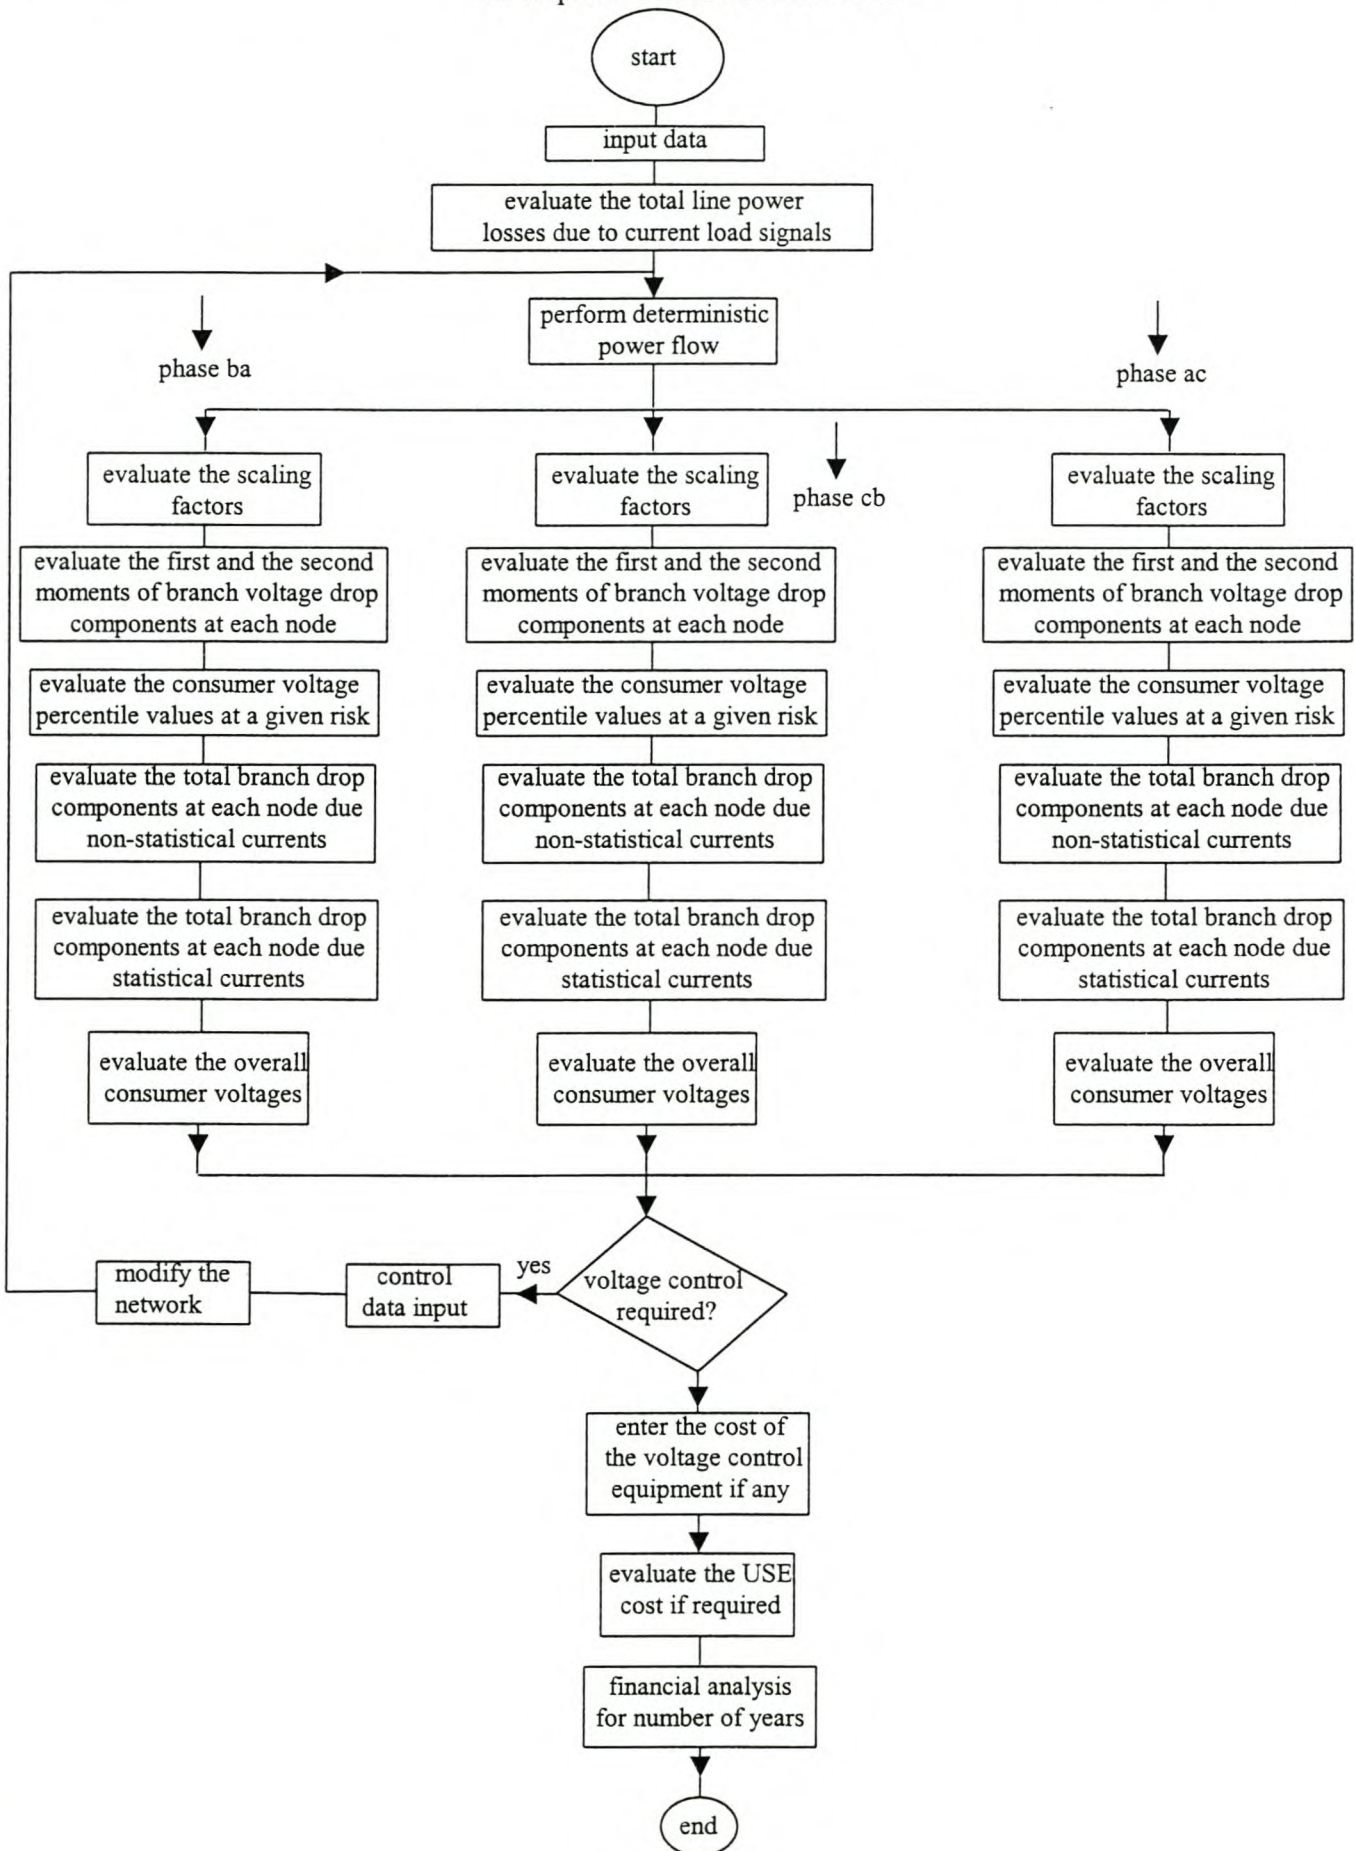 start
input data
evaluate the total line power
losses due to current load signals
perform deterministic
power flow
phase ba
phase ac
phase cb
evaluate the scaling
factors
evaluate the first and the second
moments of branch voltage drop
components at each node
evaluate the consumer voltage
percentile values at a given risk
evaluate the total branch drop
components at each node due
non-statistical currents
evaluate the total branch drop
components at each node due
statistical currents
evaluate the overall
consumer voltages
evaluate the scaling
factors
evaluate the first and the second
moments of branch voltage drop
components at each node
evaluate the consumer voltage
percentile values at a given risk
evaluate the total branch drop
components at each node due
non-statistical currents
evaluate the total branch drop
components at each node due
statistical currents
evaluate the overall
consumer voltages
evaluate the scaling
factors
evaluate the first and the second
moments of branch voltage drop
components at each node
evaluate the consumer voltage
percentile values at a given risk
evaluate the total branch drop
components at each node due
non-statistical currents
evaluate the total branch drop
components at each node due
statistical currents
evaluate the overall
consumer voltages
voltage control
required?
yes
control
data input
modify the
network
enter the cost of
the voltage control
equipment if any
evaluate the USE
cost if required
financial analysis
for number of years
end